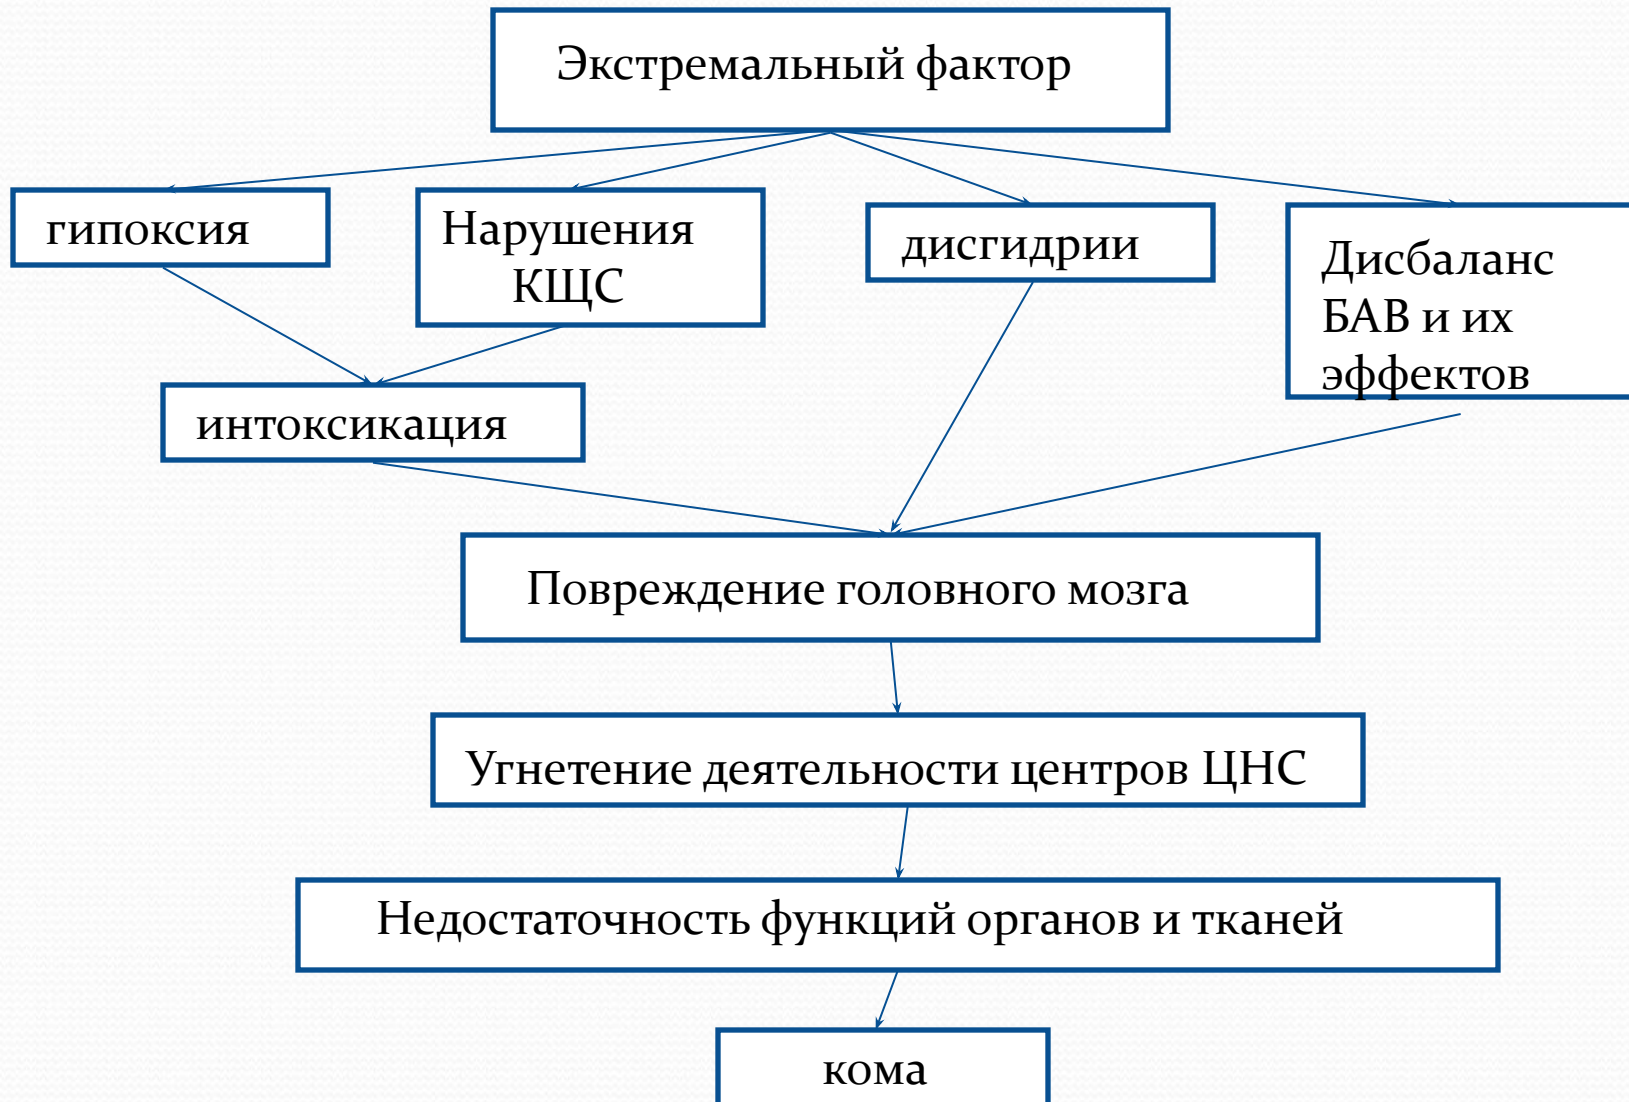 Экстремальный фактор
гипоксия
Нарушения
КЩС
дисгидрии
Дисбаланс
БАВ и их
эффектов
интоксикация
Повреждение головного мозга
Угнетение деятельности центров ЦНС
Недостаточность функций органов и тканей
кома